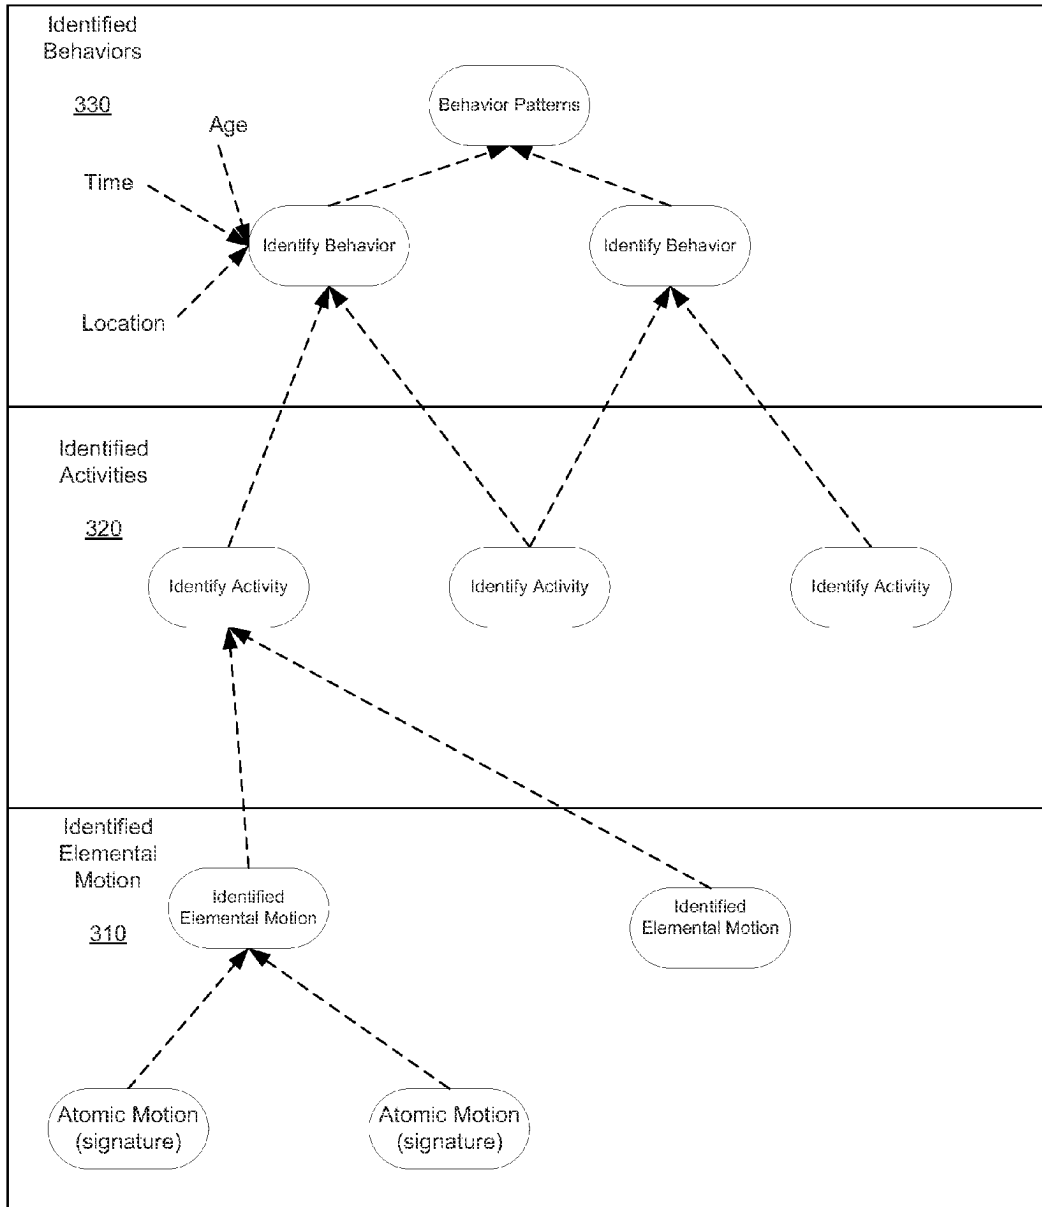 Identified
Behaviors
330
Behavior Patterns
Age
Time
Identify Behavior
Identify Behavior
Location
Identified
Activities
320
Identify Activity
Identify Activity
Identify Activity
Identified
Elemental
Motion
310
Identified
Elemental Motion
Identified
Elemental Motion
Atomic Motion
(signature)
Atomic Motion
(signature)